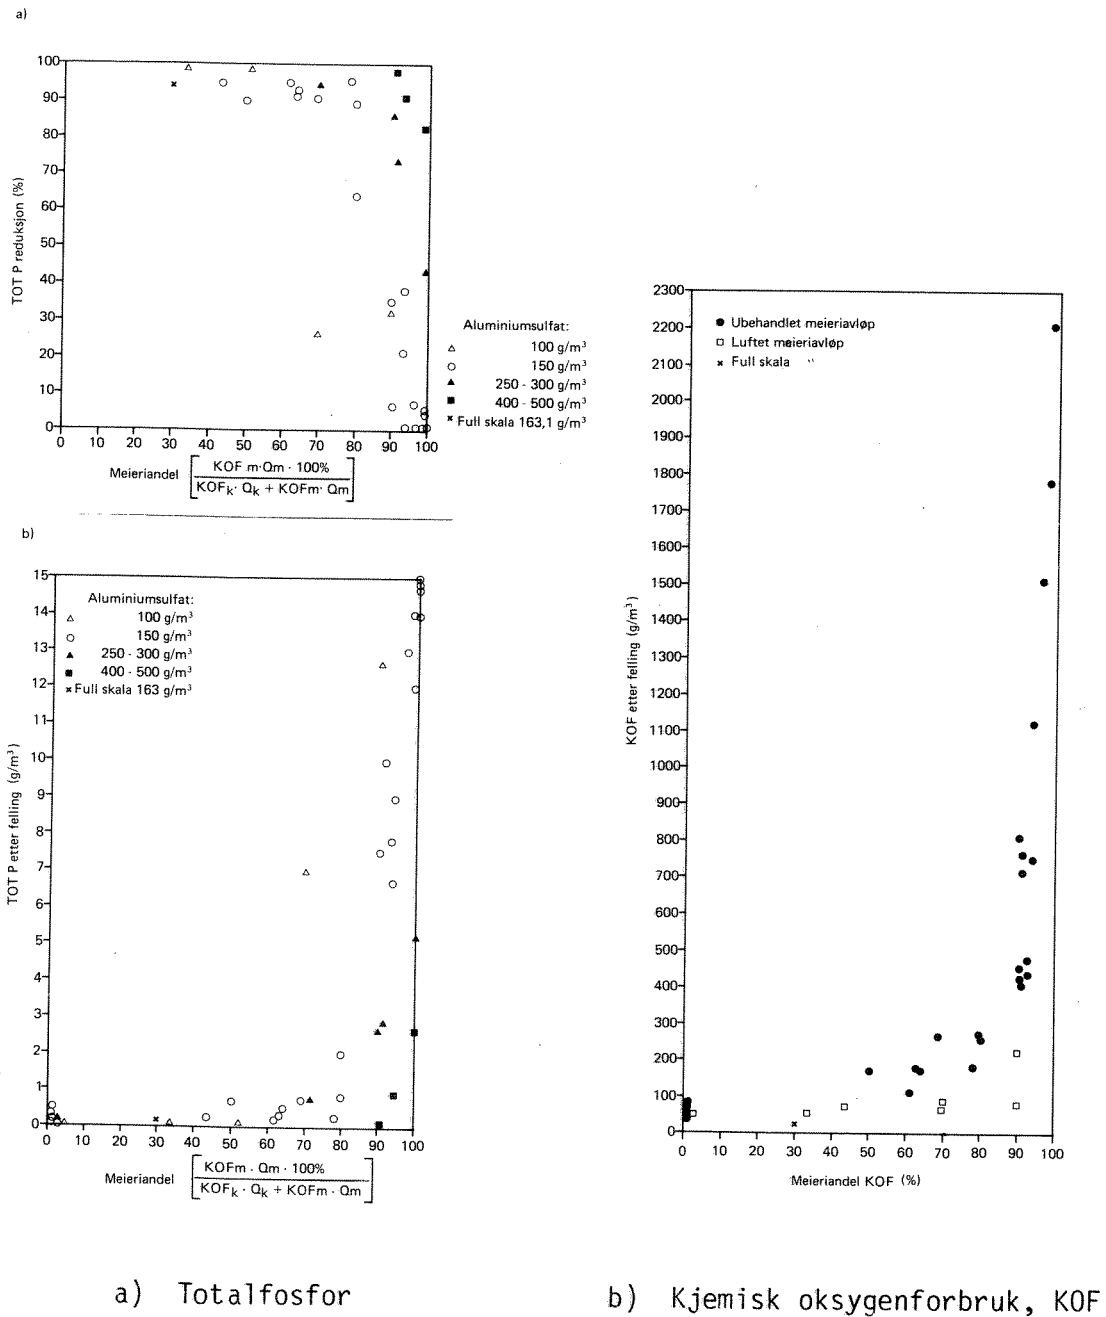 a)
100
90
80
70
60
50
40
30
20
10
0
TOT P reduksjon (%)
0 10 20 30 40 50 60 70 80 90 100
Meieriandel [KOF m·Qm · 100%
KOFk· Qk + KOFm· Qm]
Aluminiumsulfat:
△ 100 g/m³
○ 150 g/m³
▲ 250 - 300 g/m³
■ 400 - 500 g/m³
× Full skala 163,1 g/m³
b)
15
14
13
12
11
10
9
8
7
6
5
4
3
2
1
0
TOT P etter felling (g/m³)
Aluminiumsulfat:
△ 100 g/m³
○ 150 g/m³
▲ 250 - 300 g/m³
■ 400 - 500 g/m³
× Full skala 163 g/m³
0 10 20 30 40 50 60 70 80 90 100
Meieriandel [KOFm · Qm · 100%
KOFk · Qk + KOFm · Qm]
2300
2200
2100
2000
1900
1800
1700
1600
1500
1400
1300
1200
1100
1000
900
800
700
600
500
400
300
200
100
0
KOF etter felling (g/m³)
● Ubehandlet meieriavløp
□ Luftet meieriavløp
× Full skala "
0 10 20 30 40 50 60 70 80 90 100
Meieriandel KOF (%)
a) Totalfosfor
b) Kjemisk oksygenforbruk, KOF